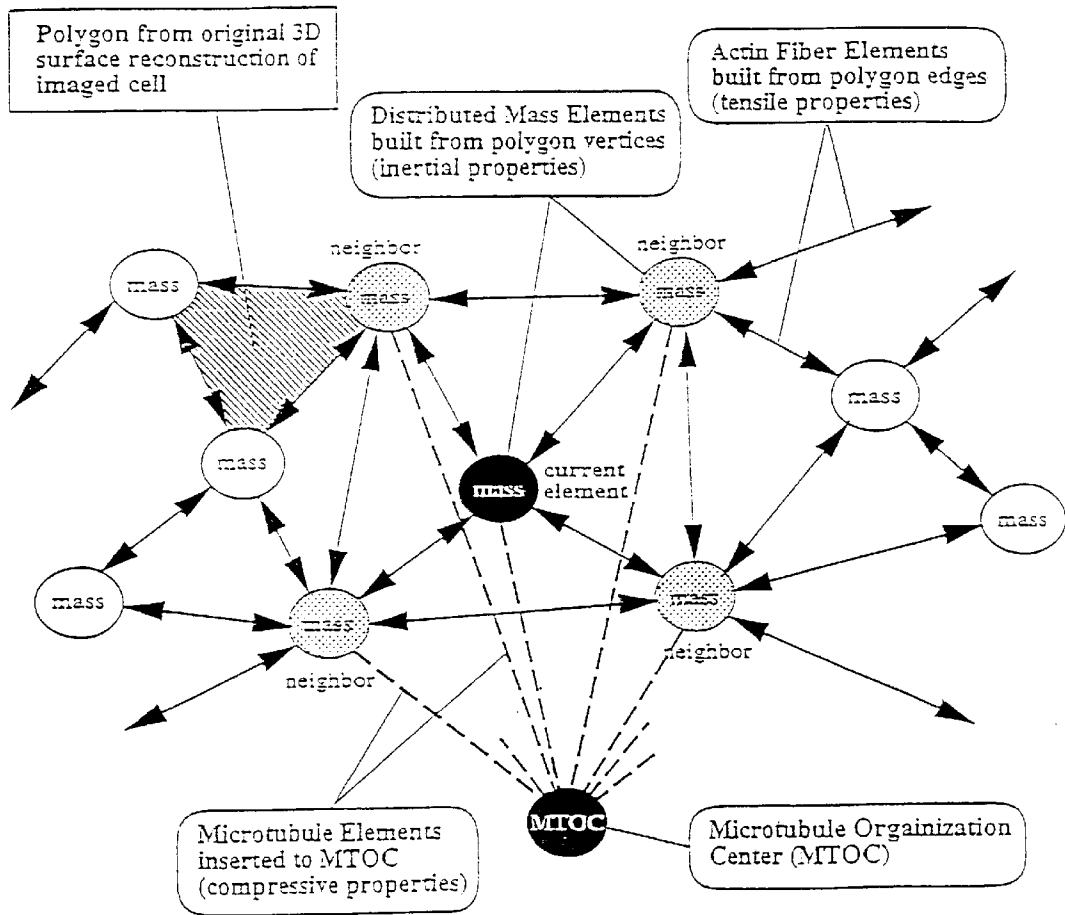 Polygon from original 3D
surface reconstruction of
imaged cell
Actin Fiber Elements
built from polygon edges
(tensile properties)
Distributed Mass Elements
built from polygon vertices
(inertial properties)
neighbor
neighbor
mass
mass
mass
mass
mass
mass
current
element
mass
mass
mass
mass
neighbor
mass
neighbor
MTOC
Microtubule Elements
inserted to MTOC
(compressive properties)
Microtubule Orgainization
Center (MTOC)